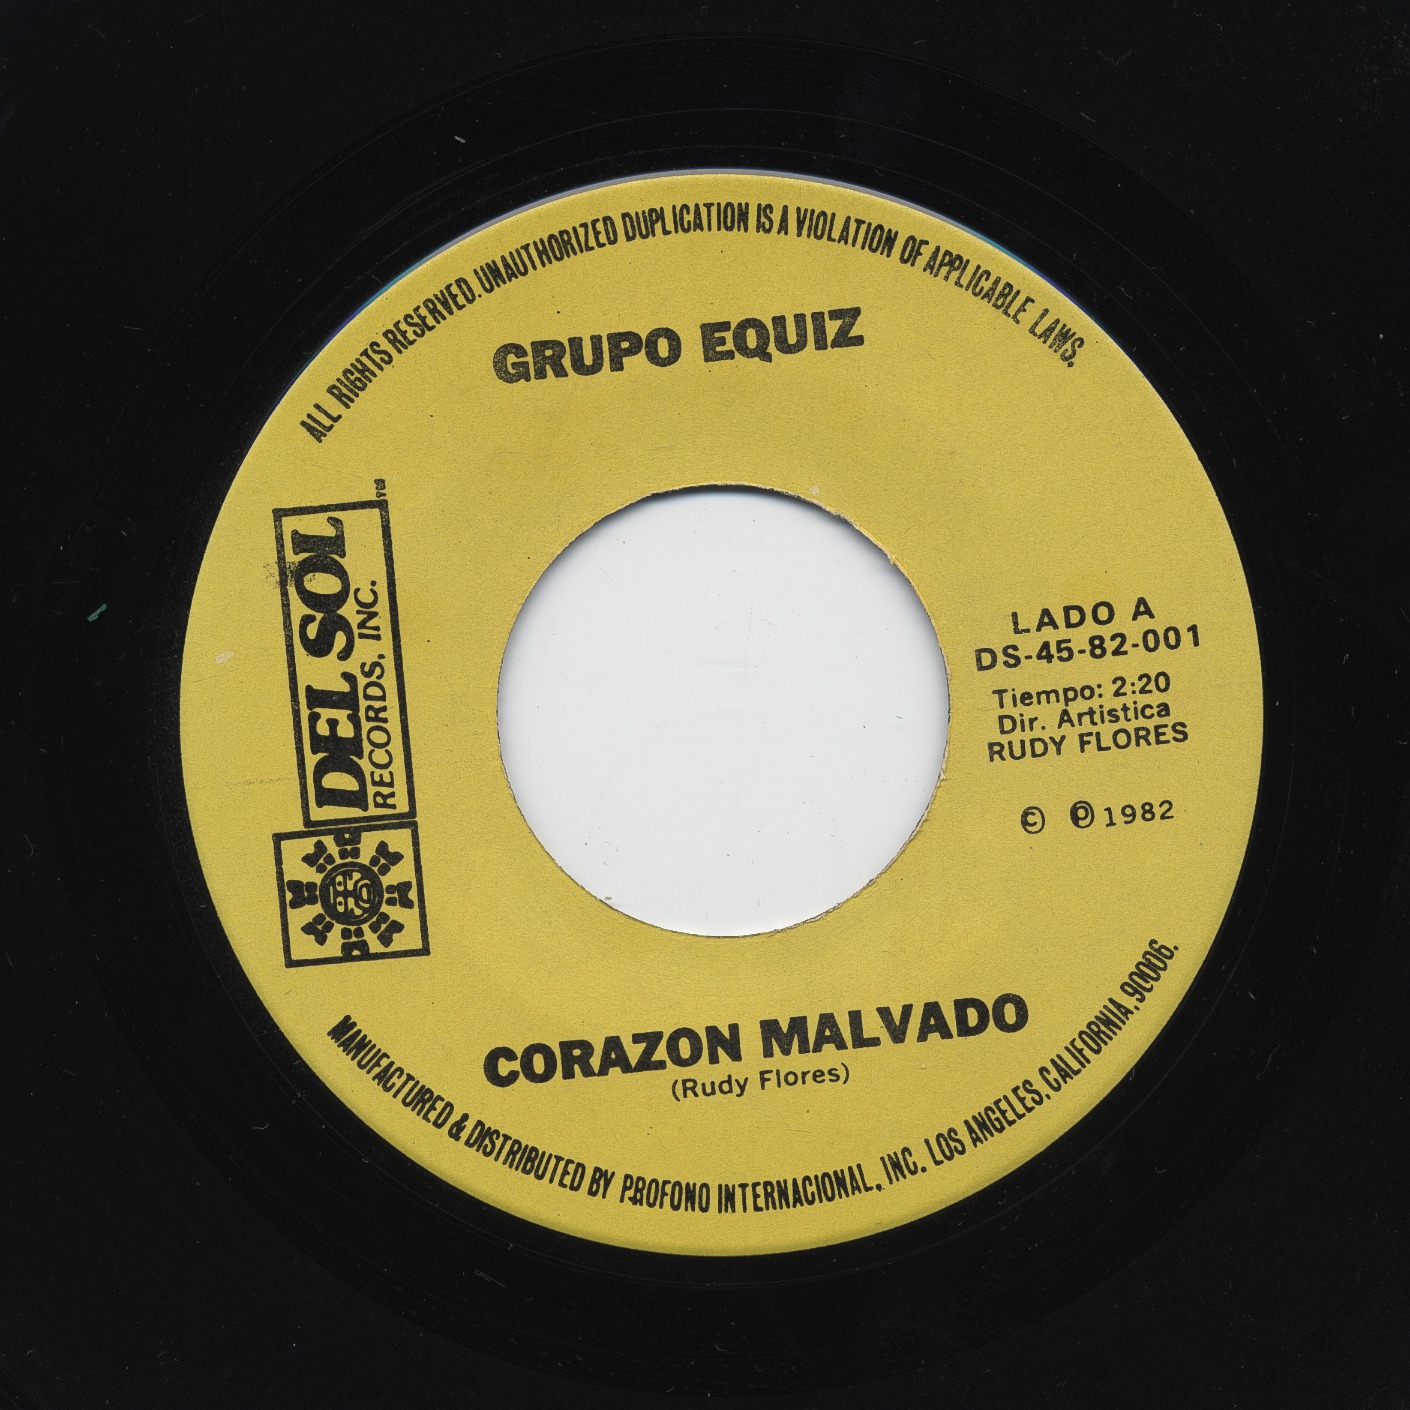 ALL RIGHTS RESERVED. UNAUTHORIZED DUPLICATION IS A VIOLATION OF APPLICABLE LAWS.
GRUPO EQUIZ
DEL SOL
RECORDS, INC.
LADO A
DS-45-82-001
Tiempo: 2:20
Dir. Artistica
RUDY FLORES
© ℗ 1982
CORAZON MALVADO
(Rudy Flores)
MANUFACTURED & DISTRIBUTED BY PROFONO INTERNACIONAL, INC. LOS ANGELES, CALIFORNIA, 90006.